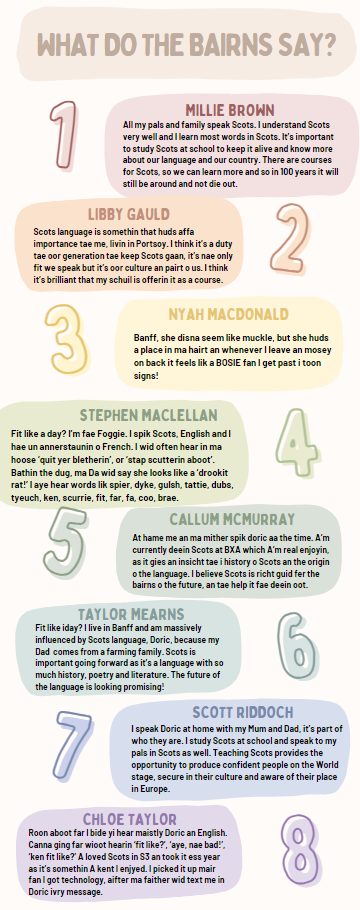 WHAT DO THE BAIRNS SAY?
1
MILLIE BROWN
All my pals and family speak Scots. I understand Scots
very well and I learn most words in Scots. It's important
to study Scots at school to keep it alive and know more
about our language and our country. There are courses
for Scots, so we can learn more and so in 100 years it will
still be around and not die out.
LIBBY GAULD
Scots language is somethin that huds affa
importance tae me, livin in Portsoy. I think it's a duty
tae oor generation tae keep Scots gaan, it's nae only
fit we speak but it's oor culture an pairt o us. I think
it's brilliant that my schuil is offerin it as a course.
2
3
NYAH MACDONALD
Banff, she disna seem like muckle, but she huds
a place in ma hairt an whenever I leave an mosey
on back it feels lik a BOSIE fan I get past i toon
signs!
STEPHEN MACLELLAN
Fit like a day? I'm fae Foggie. I spik Scots, English and I
hae un annerstaunin o French. I wid often hear in ma
hoose 'quit yer bletherin', or 'stap scutterin aboot'.
Bathin the dug, ma Da wid say she looks like a 'drookit
rat!' I aye hear words lik spier, dyke, gulsh, tattie, dubs,
tyeuch, ken, scurrie, fit, far, fa, coo, brae.
4
5
CALLUM MCMURRAY
At hame me an ma mither spik doric aa the time. A'm
currently deein Scots at BXA which A'm real enjoyin,
as it gies an insicht tae i history o Scots an the origin
o the language. I believe Scots is richt guid fer the
bairns o the future, an tae help it fae deein oot.
TAYLOR MEARNS
Fit like iday? I live in Banff and am massively
influenced by Scots language, Doric, because my
Dad comes from a farming family. Scots is
important going forward as it's a language with so
much history, poetry and literature. The future of
the language is looking promising!
6
7
SCOTT RIDDOCH
I speak Doric at home with my Mum and Dad, it's part of
who they are. I study Scots at school and speak to my
pals in Scots as well. Teaching Scots provides the
opportunity to produce confident people on the World
stage, secure in their culture and aware of their place
in Europe.
CHLOE TAYLOR
Roon aboot far I bide yi hear maistly Doric an English.
Canna ging far wioot hearin 'fit like?', 'aye, nae bad!',
'ken fit like?' A loved Scots in S3 an took it ess year
as it's somethin A kent I enjoyed. I picked it up mair
fan I got technology, aifter ma faither wid text me in
Doric ivry message.
8